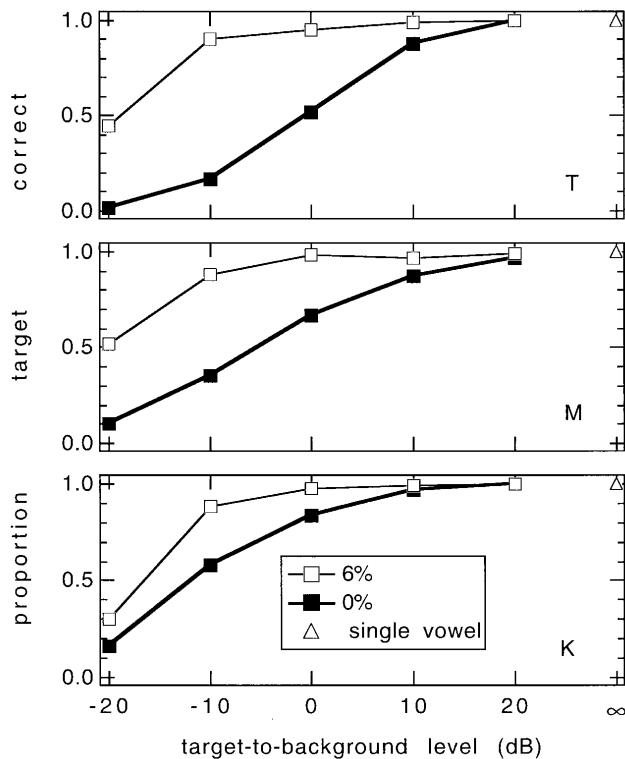 1.0
0.5
0.0
correct
T
1.0
0.5
0.0
target
M
1.0
0.5
0.0
proportion
6%
0%
single vowel
K
-20 -10 0 10 20 ∞
target-to-background level (dB)